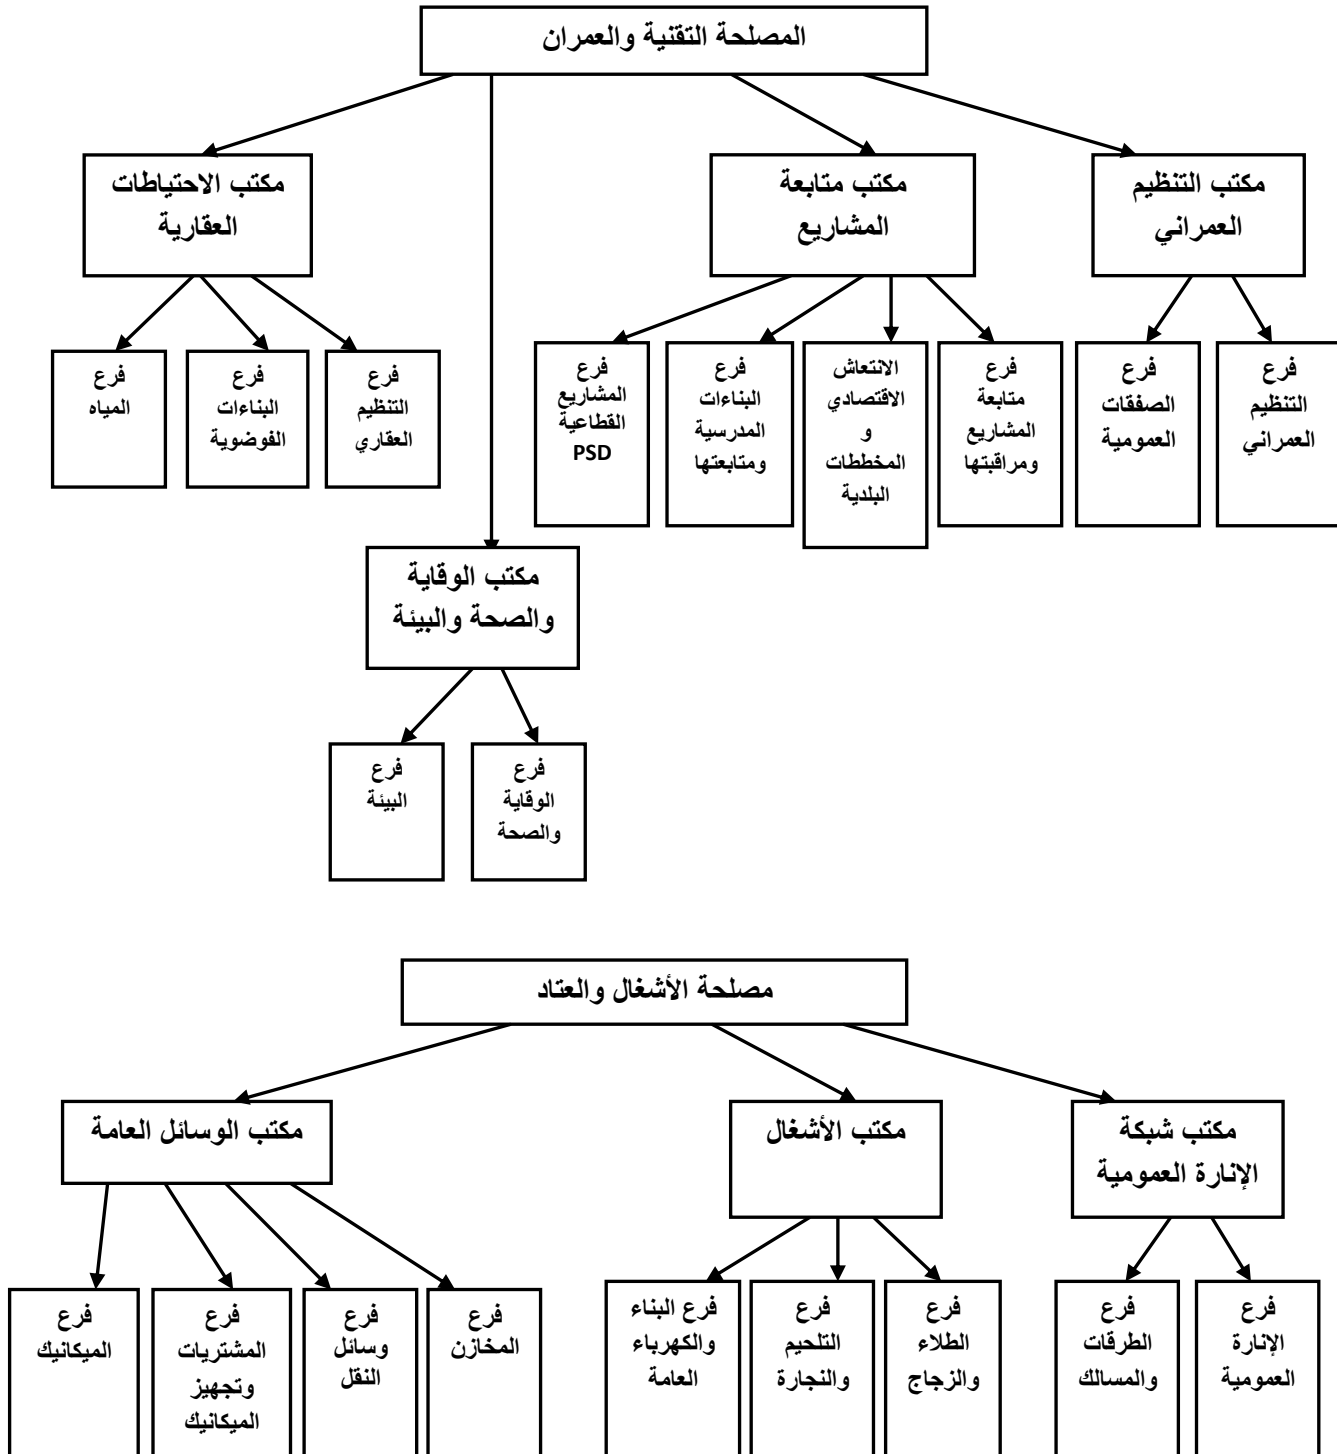 المصلحة التقنية والعمران
مكتب التنظيم
العمراني
مكتب متابعة
المشاريع
مكتب الاحتياطات
العقارية
فرع
التنظيم
العمراني
فرع
الصفقات
العمومية
فرع
متابعة
المشاريع
ومراقبتها
الانتعاش
الاقتصادي
و
المخططات
البلدية
فرع
البناءات
المدرسية
ومتابعتها
فرع
المشاريع
القطاعية
PSD
فرع
التنظيم
العقاري
فرع
البناءات
الفوضوية
فرع
المياه
مكتب الوقاية
والصحة والبيئة
فرع
الوقاية
والصحة
فرع
البيئة
مصلحة الأشغال والعتاد
مكتب شبكة
الإنارة العمومية
مكتب الأشغال
مكتب الوسائل العامة
فرع
الإنارة
العمومية
فرع
الطرقات
والمسالك
فرع
الطلاء
والزجاج
فرع
التلحيم
والنجارة
فرع البناء
والكهرباء
العامة
فرع
المخازن
فرع
وسائل
النقل
فرع
المشتريات
وتجهيز
الميكانيك
فرع
الميكانيك